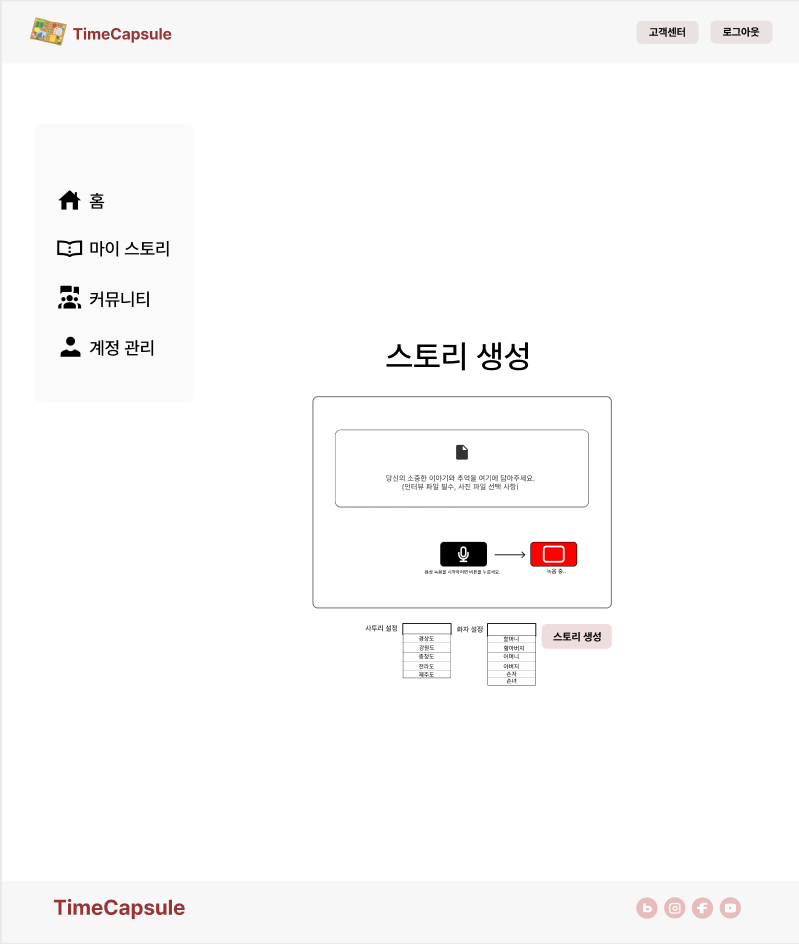 TimeCapsule
고객센터
로그아웃
홈
마이 스토리
커뮤니티
계정 관리
스토리 생성
당신의 소중한 이야기와 추억을 여기에 담아주세요.
(인터뷰 파일 필수, 사진 파일 선택 사항)
음성 녹음을 시작하려면 버튼을 누르세요.
녹음 중..
사투리 설정
경상도
강원도
충청도
전라도
제주도
화자 설정
할머니
할아버지
어머니
아버지
손자
손녀
스토리 생성
TimeCapsule